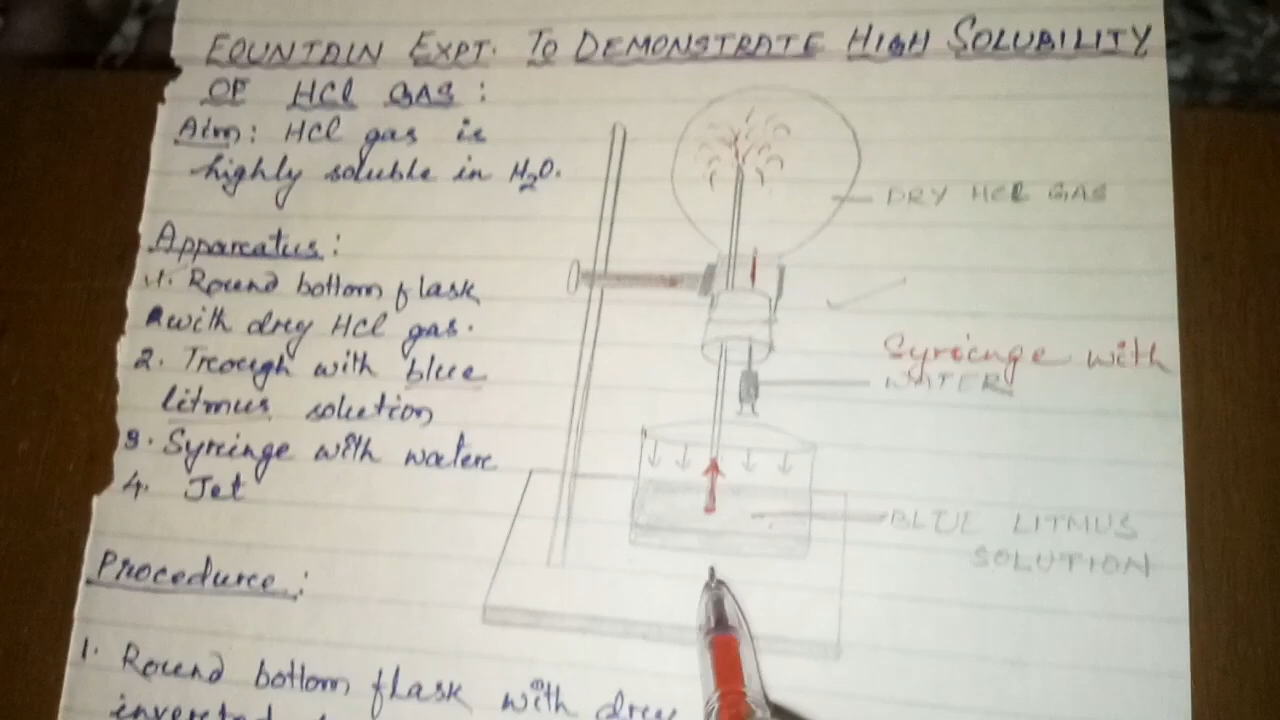 FOUNTAIN EXPT. TO DEMONSTRATE HIGH SOLUBILITY
OF HCl GAS:
Aim: HCl gas is
highly soluble in H₂O.
Apparatus:
1. Round bottom flask
with dry HCl gas.
2. Trough with blue
litmus solution
3. Syringe with water
4. Jet
DRY HCl GAS
Syringe with
WATER
BLUE LITMUS
SOLUTION
Procedure:
1. Round bottom flask with dry
inverted